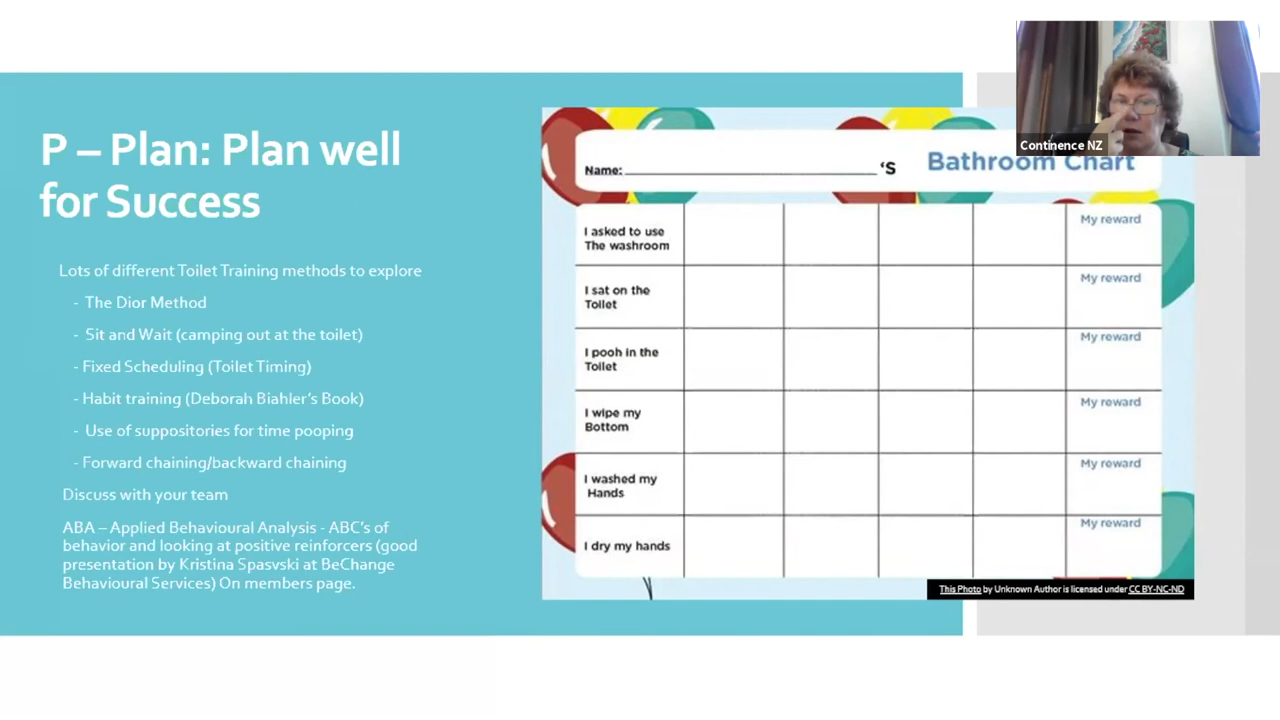 P – Plan: Plan well
for Success
Lots of different Toilet Training methods to explore
- The Dior Method
- Sit and Wait (camping out at the toilet)
- Fixed Scheduling (Toilet Timing)
- Habit training (Deborah Biahler's Book)
- Use of suppositories for time pooping
- Forward chaining/backward chaining
Discuss with your team
ABA – Applied Behavioural Analysis - ABC's of
behavior and looking at positive reinforcers (good
presentation by Kristina Spasvski at BeChange
Behavioural Services) On members page.
Continence NZ
Name: ___ 'S Bathroom Chart
I asked to use
The washroom
My reward
I sat on the
Toilet
My reward
I pooh in the
Toilet
My reward
I wipe my
Bottom
My reward
I washed my
Hands
My reward
I dry my hands
My reward
This Photo by Unknown Author is licensed under CC BY-NC-ND